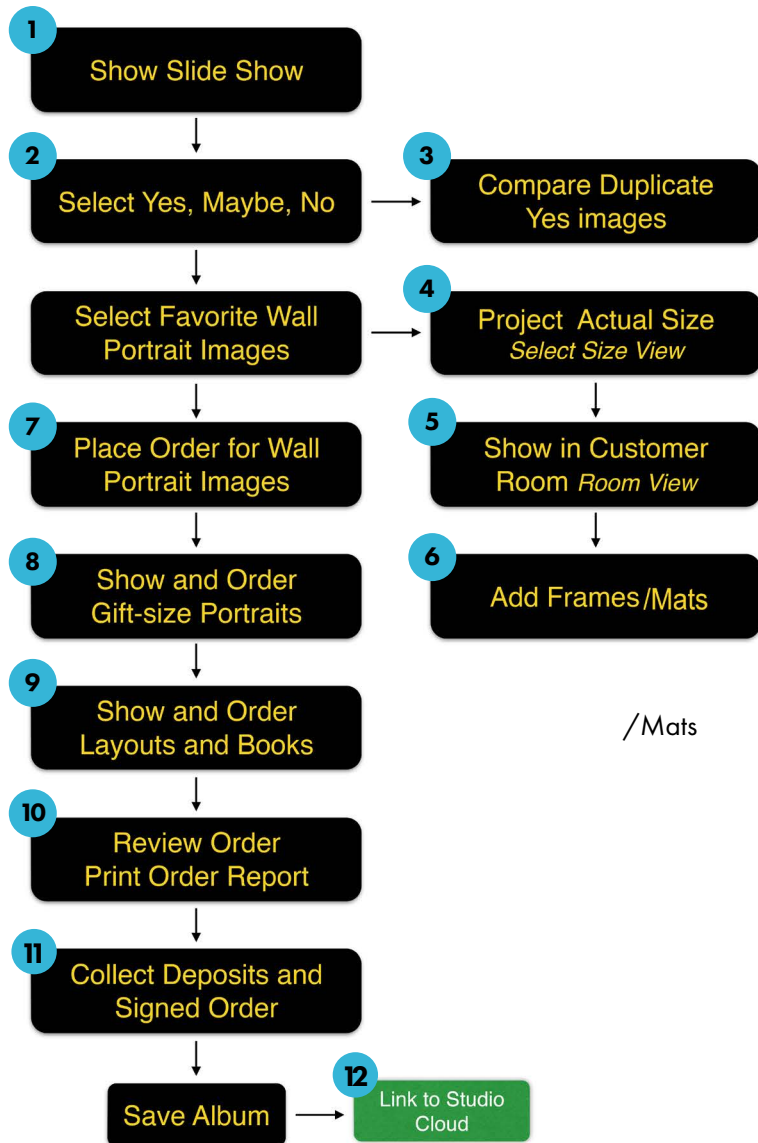 1
Show Slide Show
2
Select Yes, Maybe, No
3
Compare Duplicate
Yes images
Select Favorite Wall
Portrait Images
4
Project Actual Size
Select Size View
5
Show in Customer
Room Room View
6
Add Frames/Mats
/Mats
7
Place Order for Wall
Portrait Images
8
Show and Order
Gift-size Portraits
9
Show and Order
Layouts and Books
10
Review Order
Print Order Report
11
Collect Deposits and
Signed Order
Save Album
12
Link to Studio
Cloud